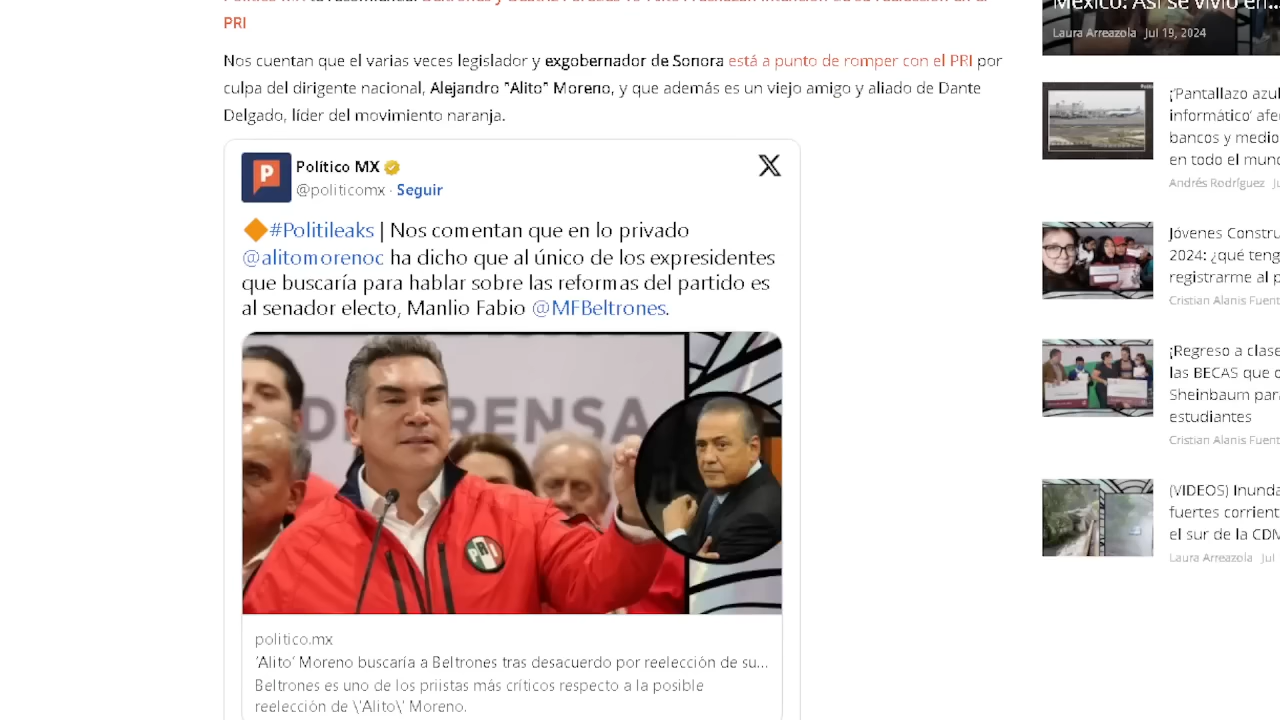 PRI
Nos cuentan que el varias veces legislador y exgobernador de Sonora está a punto de romper con el PRI por
culpa del dirigente nacional, Alejandro "Alito" Moreno, y que además es un viejo amigo y aliado de Dante
Delgado, líder del movimiento naranja.
Político MX
@politicomx · Seguir
🔶#Politileaks | Nos comentan que en lo privado
@alitomorenoc ha dicho que al único de los expresidentes
que buscaría para hablar sobre las reformas del partido es
al senador electo, Manlio Fabio @MFBeltrones.
DE PRENSA
PRI
politico.mx
'Alito' Moreno buscaría a Beltrones tras desacuerdo por reelección de su...
Beltrones es uno de los priistas más críticos respecto a la posible
reelección de \'Alito\' Moreno.
México: Así se vivió en...
Laura Arreazola Jul 19, 2024
¡'Pantallazo azul
informático' afe
bancos y medio
en todo el mun
Andrés Rodríguez Ju
Jóvenes Constru
2024: ¿qué teng
registrarme al p
Cristian Alanis Fuent
¡Regreso a clase
las BECAS que o
Sheinbaum para
estudiantes
Cristian Alanis Fuent
(VIDEOS) Inunda
fuertes corrient
el sur de la CDM
Laura Arreazola Jul